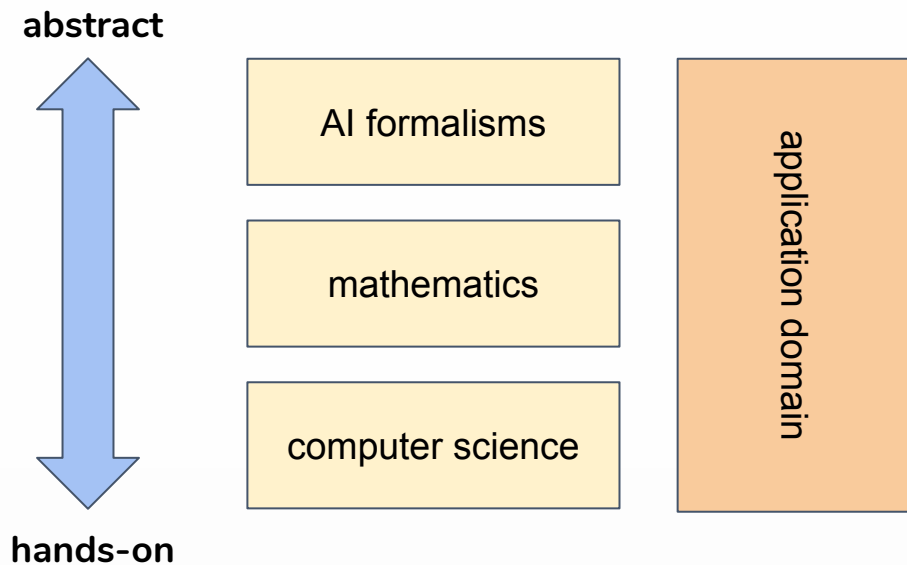 abstract
AI formalisms
mathematics
computer science
application domain
hands-on